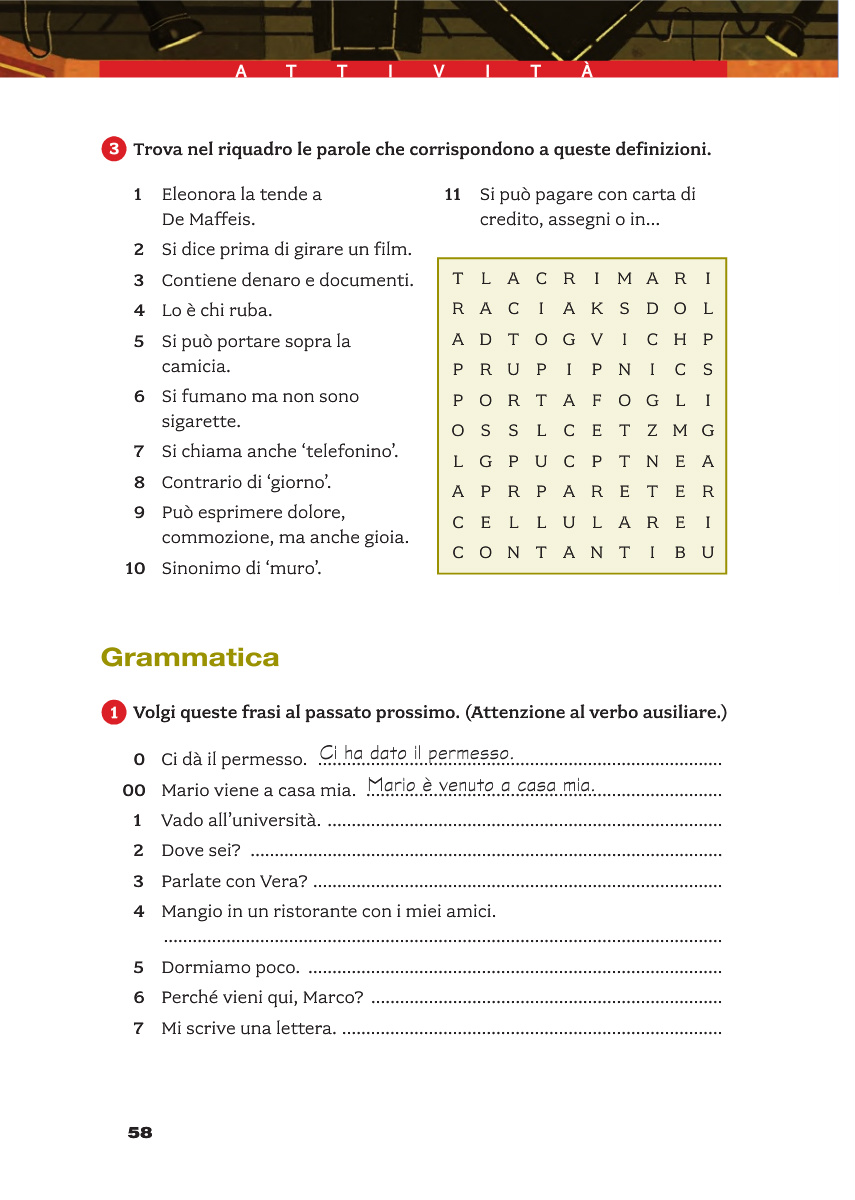 ATTIVITÀ
3 Trova nel riquadro le parole che corrispondono a queste definizioni.
1 Eleonora la tende a
De Maffeis.
2 Si dice prima di girare un film.
3 Contiene denaro e documenti.
4 Lo è chi ruba.
5 Si può portare sopra la
camicia.
6 Si fumano ma non sono
sigarette.
7 Si chiama anche ‘telefonino’.
8 Contrario di ‘giorno’.
9 Può esprimere dolore,
commozione, ma anche gioia.
10 Sinonimo di ‘muro’.
11 Si può pagare con carta di
credito, assegni o in...
T L A C R I M A R I
R A C I A K S D O L
A D T O G V I C H P
P R U P I P N I C S
P O R T A F O G L I
O S S L C E T Z M G
L G P U C P T N E A
A P R P A R E T E R
C E L L U L A R E I
C O N T A N T I B U
Grammatica
1 Volgi queste frasi al passato prossimo. (Attenzione al verbo ausiliare.)
0 Ci dà il permesso. Ci ha dato il permesso.
00 Mario viene a casa mia. Mario è venuto a casa mia.
1 Vado all’università.
2 Dove sei?
3 Parlate con Vera?
4 Mangio in un ristorante con i miei amici.
5 Dormiamo poco.
6 Perché vieni qui, Marco?
7 Mi scrive una lettera.
58